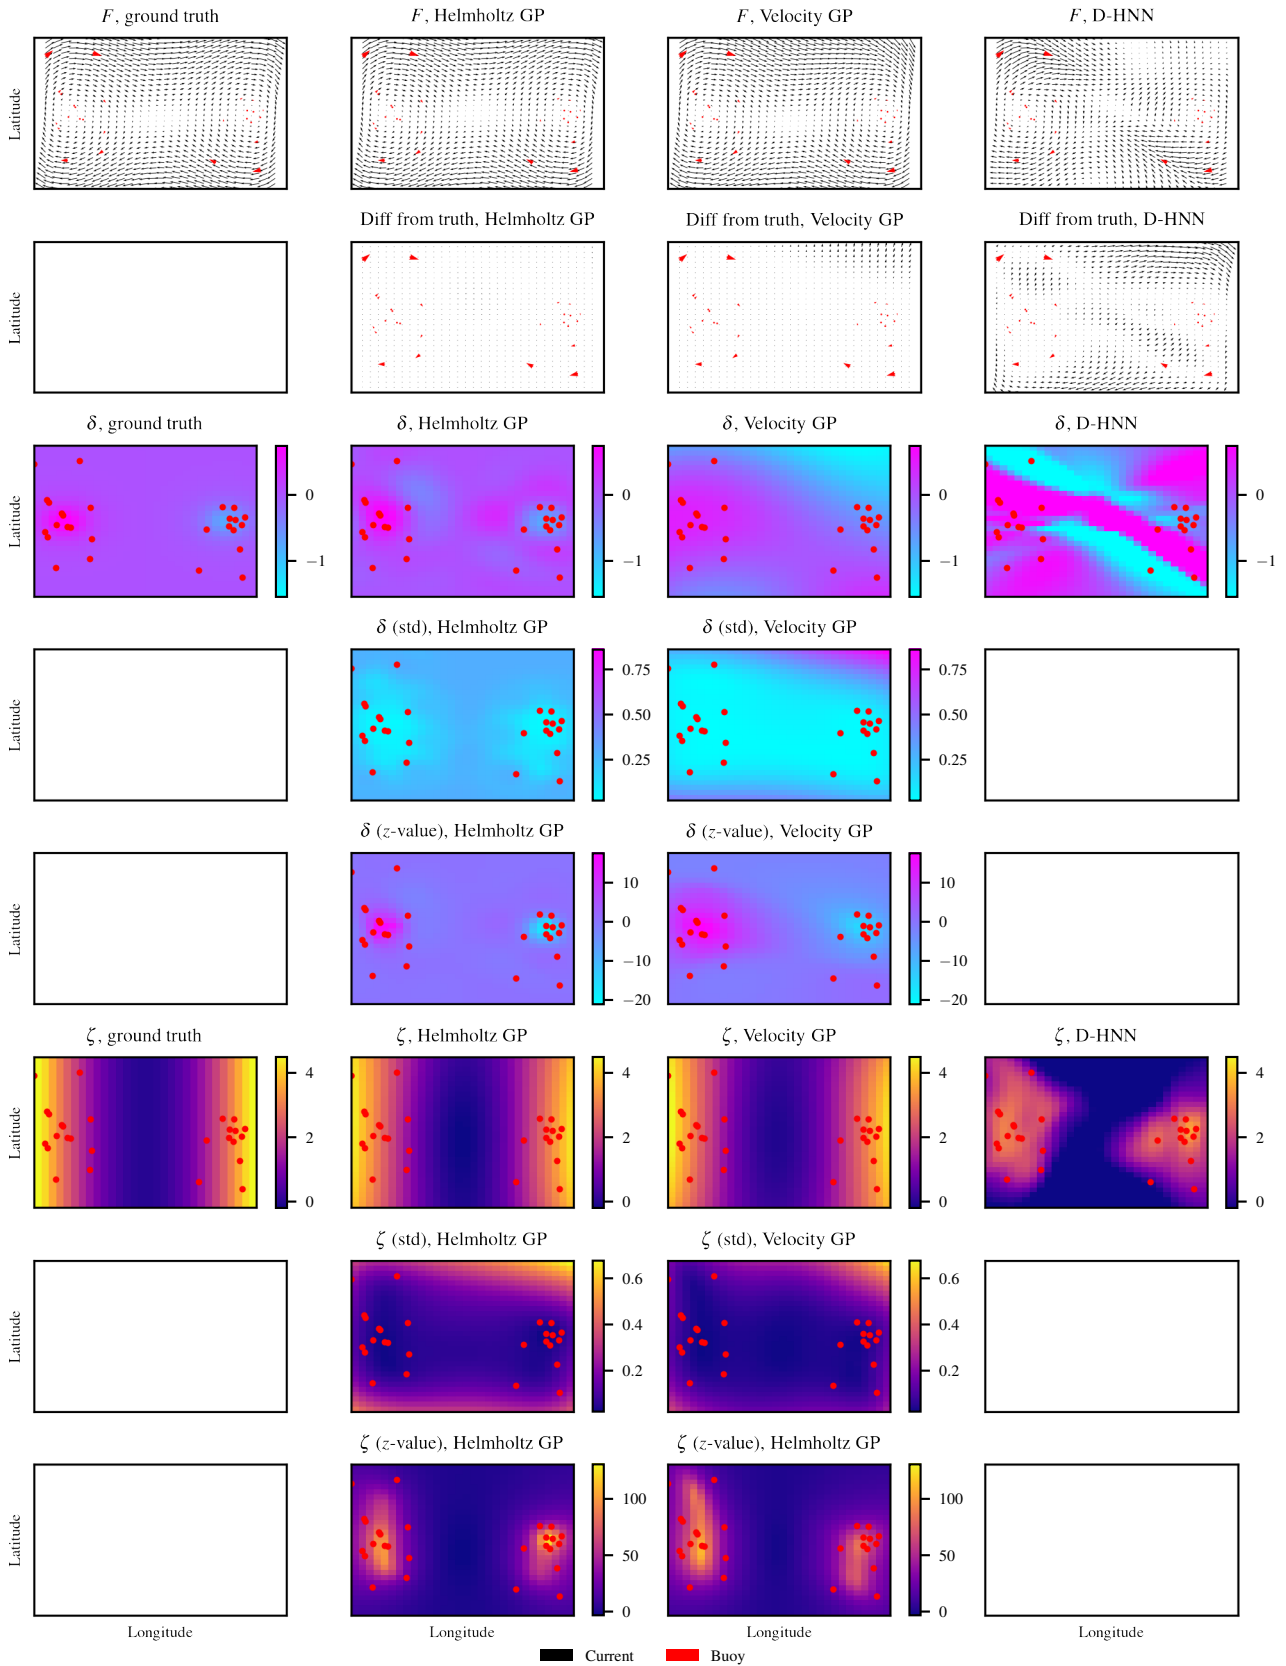 F, ground truth
F, Helmholtz GP
F, Velocity GP
F, D-HNN
Latitude
Diff from truth, Helmholtz GP
Diff from truth, Velocity GP
Diff from truth, D-HNN
Latitude
δ, ground truth
δ, Helmholtz GP
δ, Velocity GP
δ, D-HNN
Latitude
0
−1
0
−1
0
−1
0
−1
δ (std), Helmholtz GP
δ (std), Velocity GP
Latitude
0.75
0.50
0.25
0.75
0.50
0.25
δ (z-value), Helmholtz GP
δ (z-value), Velocity GP
Latitude
10
0
−10
−20
10
0
−10
−20
ζ, ground truth
ζ, Helmholtz GP
ζ, Velocity GP
ζ, D-HNN
Latitude
4
2
0
4
2
0
4
2
0
4
2
0
ζ (std), Helmholtz GP
ζ (std), Velocity GP
Latitude
0.6
0.4
0.2
0.6
0.4
0.2
ζ (z-value), Helmholtz GP
ζ (z-value), Helmholtz GP
Latitude
100
50
0
100
50
0
Longitude
Longitude
Longitude
Longitude
Current
Buoy